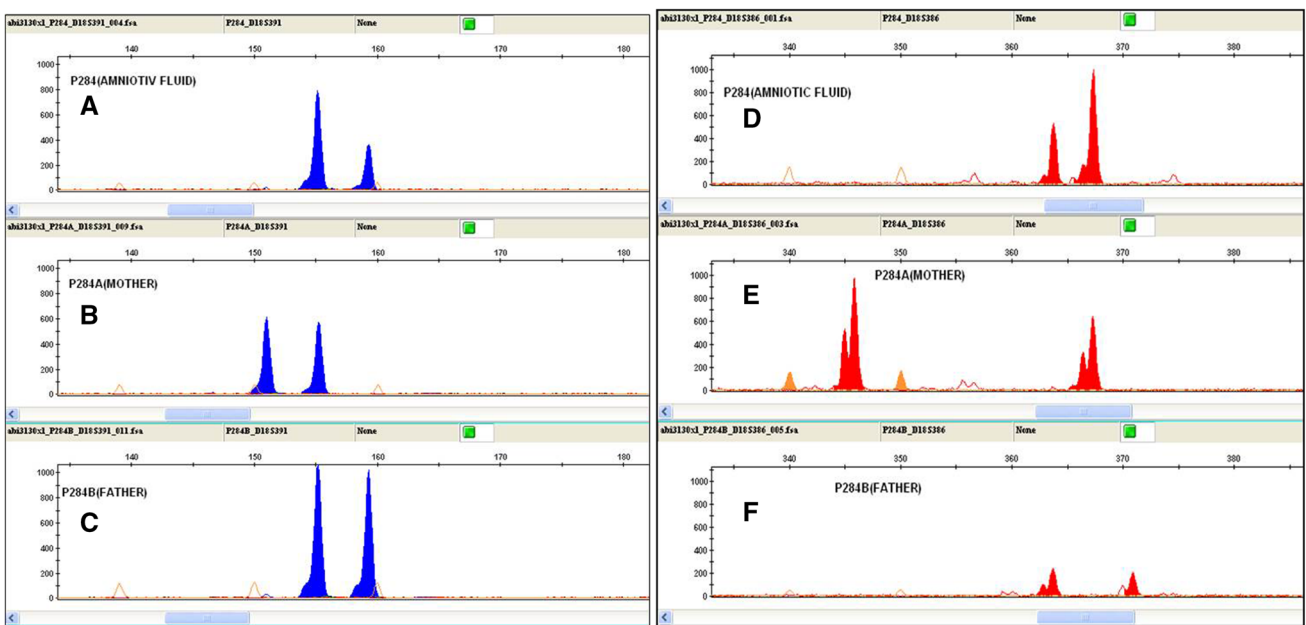 abi3130xl_P284_D18S391_004.fsa P284_D18S391 None
140 150 160 170 180
1000
800
600
400
200
0
P284(AMNIOTIV FLUID)
A
abi3130xl_P284A_D18S391_009.fsa P284A_D18S391 None
140 150 160 170 180
1000
800
600
400
200
0
P284A(MOTHER)
B
abi3130xl_P284B_D18S391_011.fsa P284B_D18S391 None
140 150 160 170 180
1000
800
600
400
200
0
P284B(FATHER)
C
abi3130xl_P284_D18S386_001.fsa P284_D18S386 None
340 350 360 370 380
1000
800
600
400
200
0
P284(AMNIOTIC FLUID)
D
abi3130xl_P284A_D18S386_003.fsa P284A_D18S386 None
340 350 360 370 380
1000
800
600
400
200
0
P284A(MOTHER)
E
abi3130xl_P284B_D18S386_005.fsa P284B_D18S386 None
340 350 360 370 380
1000
800
600
400
200
0
P284B(FATHER)
F